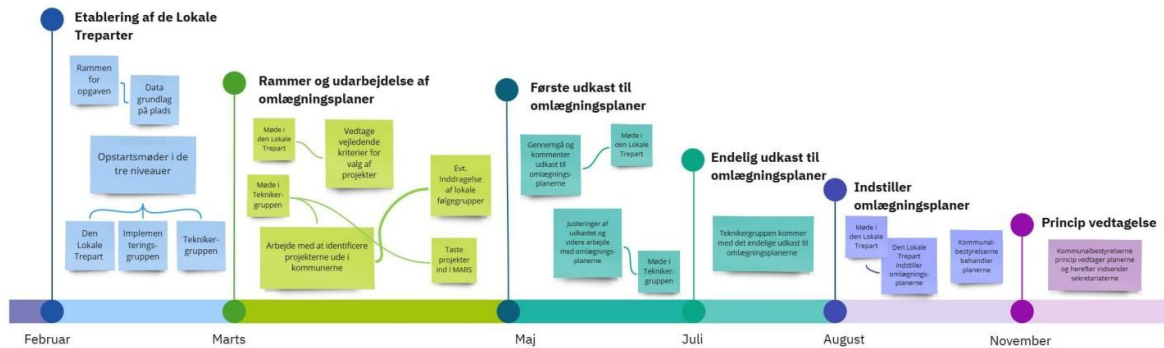 Etablering af de Lokale
Treparter
Rammen
for
opgaven
Data
grundlag
på plads
Opstartsmøder i de
tre niveauer
Den
Lokale
Trepart
Implemen
terings-
gruppen
Tekniker-
gruppen
Rammer og udarbejdelse af
omlægningsplaner
Møde i
den Lokale
Trepart
Vedtage
vejledende
kriterier for
valg af
projekter
Møde i
Tekniker-
gruppen
Evt.
Inddragelse
af lokale
følgegrupper
Arbejde med at identificere
projekterne ude i
kommunerne
Taste
projekter
ind i MARS
Første udkast til
omlægningsplaner
Gennemgå og
kommenter
udkast til
omlægnings-
planerne
Møde i
den Lokale
Trepart
Justeringer af
udkastet og
videre arbejde
med omlægnings-
planerne
Møde i
Tekniker-
gruppen
Endelig udkast til
omlægningsplaner
Teknikergruppen kommer
med det endelige udkast til
omlægningsplanerne
Indstiller
omlægningsplaner
Møde i
den Lokale
Trepart
Den Lokale
Trepart
indstiller
omlægnings-
planerne
Kommunal-
bestyrelserne
behandler
planerne
Princip vedtagelse
Kommunalbestyrelserne
princip vedtager planerne
og herefter indsender
sekretariaterne
Februar
Marts
Maj
Juli
August
November